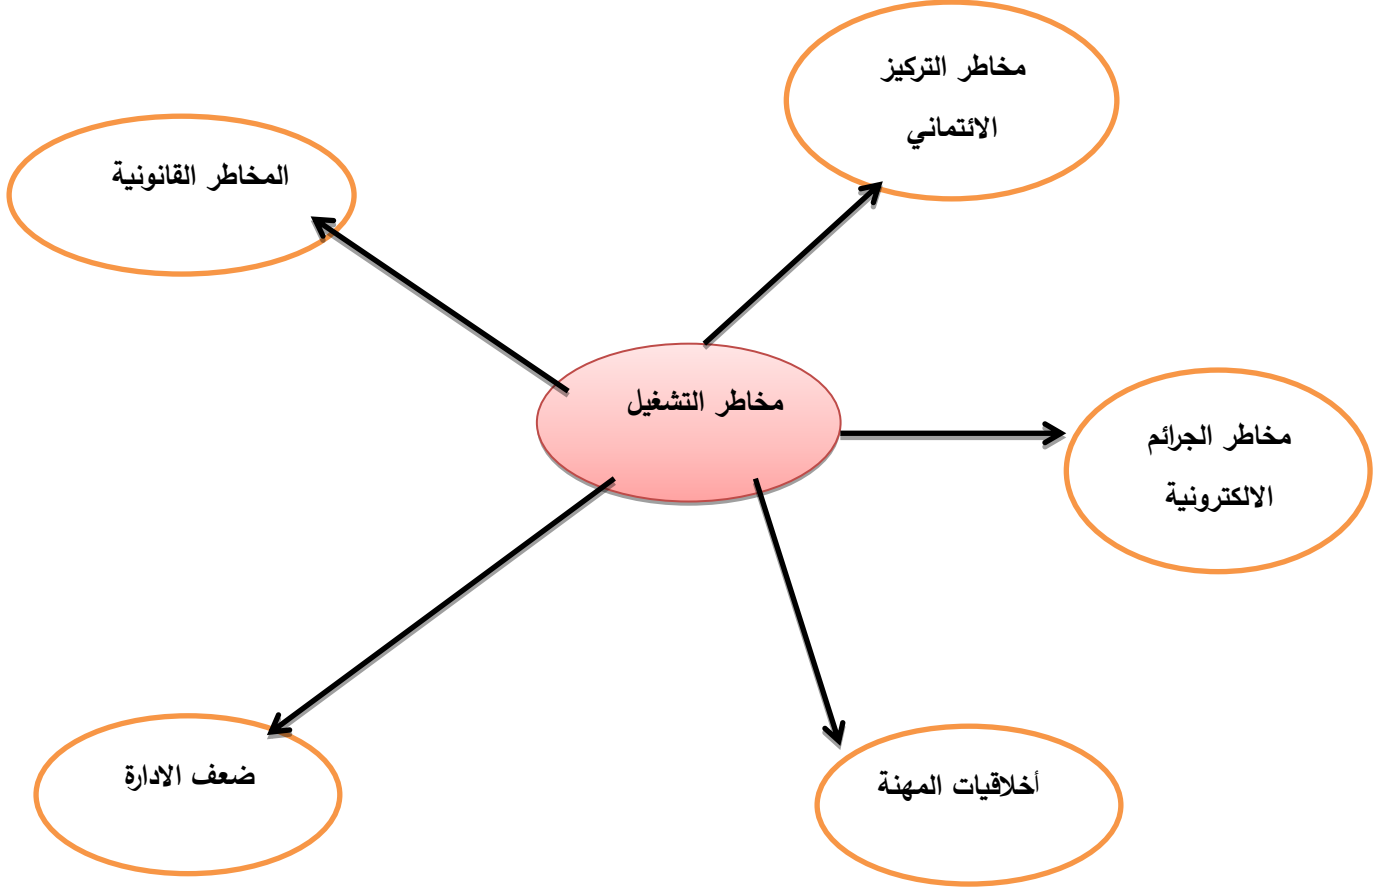 مخاطر التركيز
الائتماني
المخاطر القانونية
مخاطر التشغيل
مخاطر الجرائم
الالكترونية
ضعف الادارة
أخلاقيات المهنة